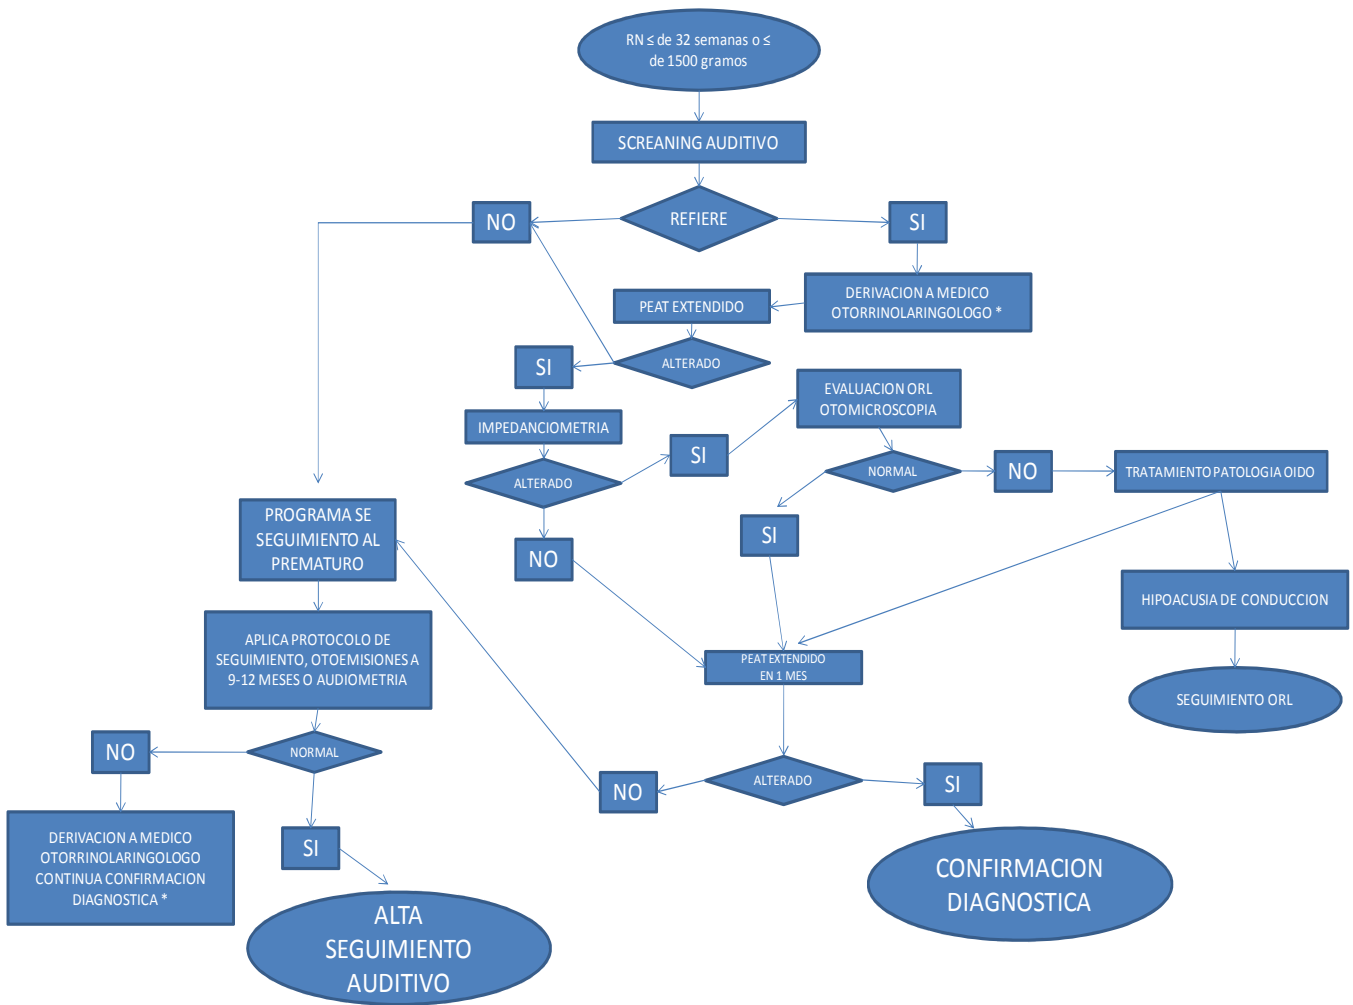 RN ≤ de 32 semanas o ≤
de 1500 gramos
SCREANING AUDITIVO
REFIERE
NO
SI
DERIVACION A MEDICO
OTORRINOLARINGOLOGO *
PEAT EXTENDIDO
ALTERADO
SI
IMPEDANCIOMETRIA
ALTERADO
SI
NO
EVALUACION ORL
OTOMICROSCOPIA
NORMAL
NO
TRATAMIENTO PATOLOGIA OIDO
SI
HIPOACUSIA DE CONDUCCION
SEGUIMIENTO ORL
PEAT EXTENDIDO
EN 1 MES
ALTERADO
NO
SI
CONFIRMACION
DIAGNOSTICA
PROGRAMA SE
SEGUIMIENTO AL
PREMATURO
APLICA PROTOCOLO DE
SEGUIMIENTO, OTOEMISIONES A
9-12 MESES O AUDIOMETRIA
NORMAL
NO
DERIVACION A MEDICO
OTORRINOLARINGOLOGO
CONTINUA CONFIRMACION
DIAGNOSTICA *
SI
ALTA
SEGUIMIENTO
AUDITIVO